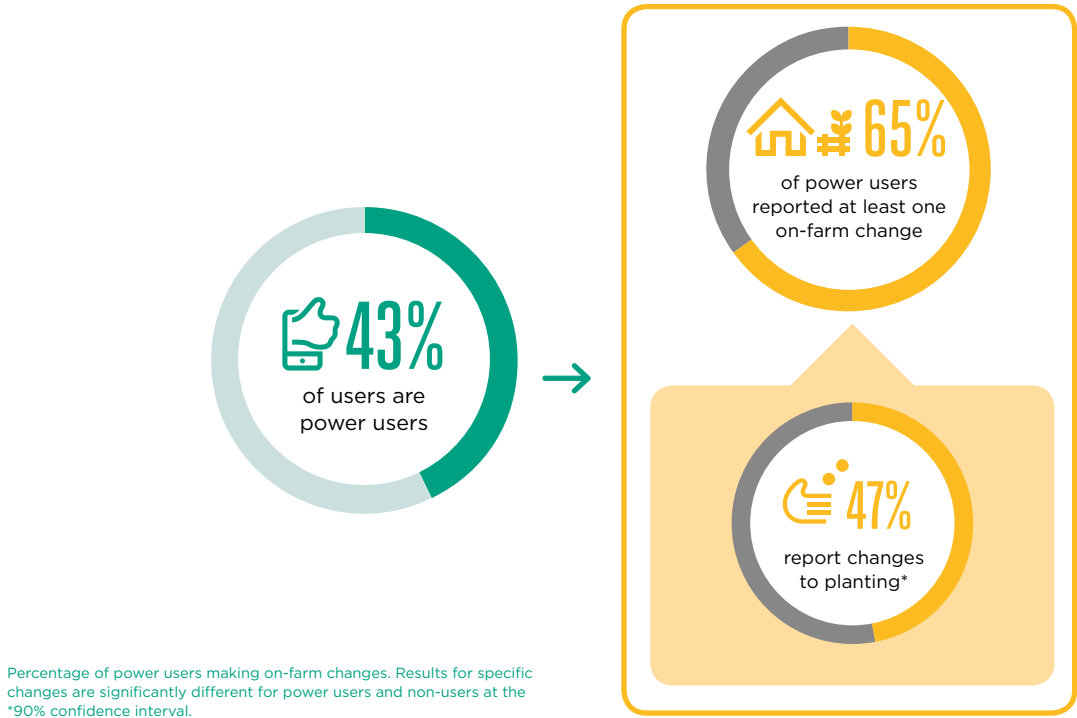 43%
of users are
power users
65%
of power users
reported at least one
on-farm change
47%
report changes
to planting*
Percentage of power users making on-farm changes. Results for specific
changes are significantly different for power users and non-users at the
*90% confidence interval.